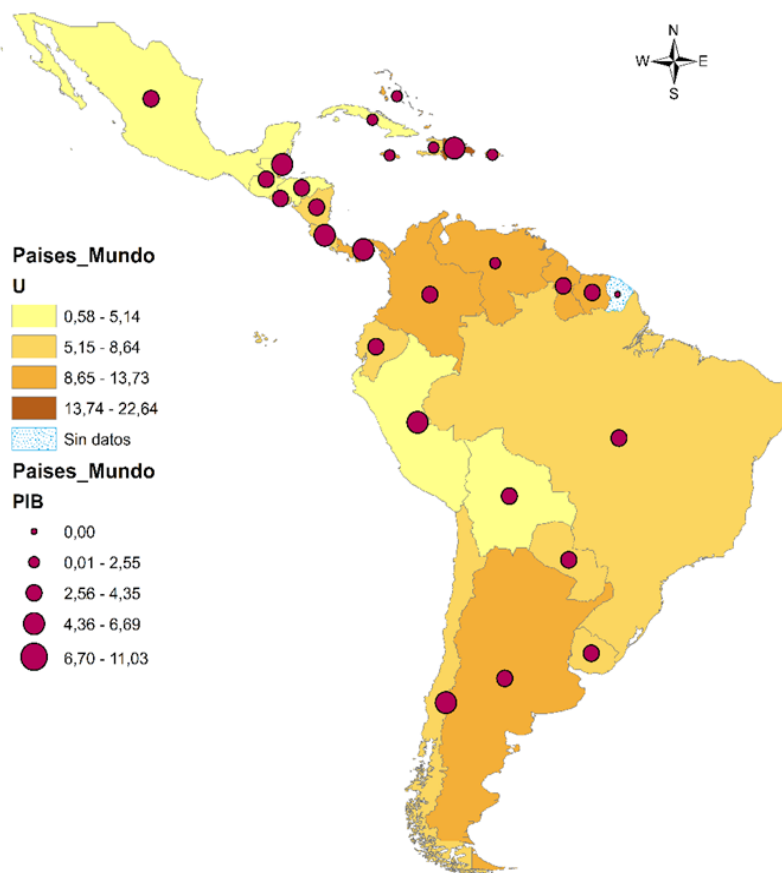 N
W E
S
Paises_Mundo
U
0,58 - 5,14
5,15 - 8,64
8,65 - 13,73
13,74 - 22,64
Sin datos
Paises_Mundo
PIB
0,00
0,01 - 2,55
2,56 - 4,35
4,36 - 6,69
6,70 - 11,03